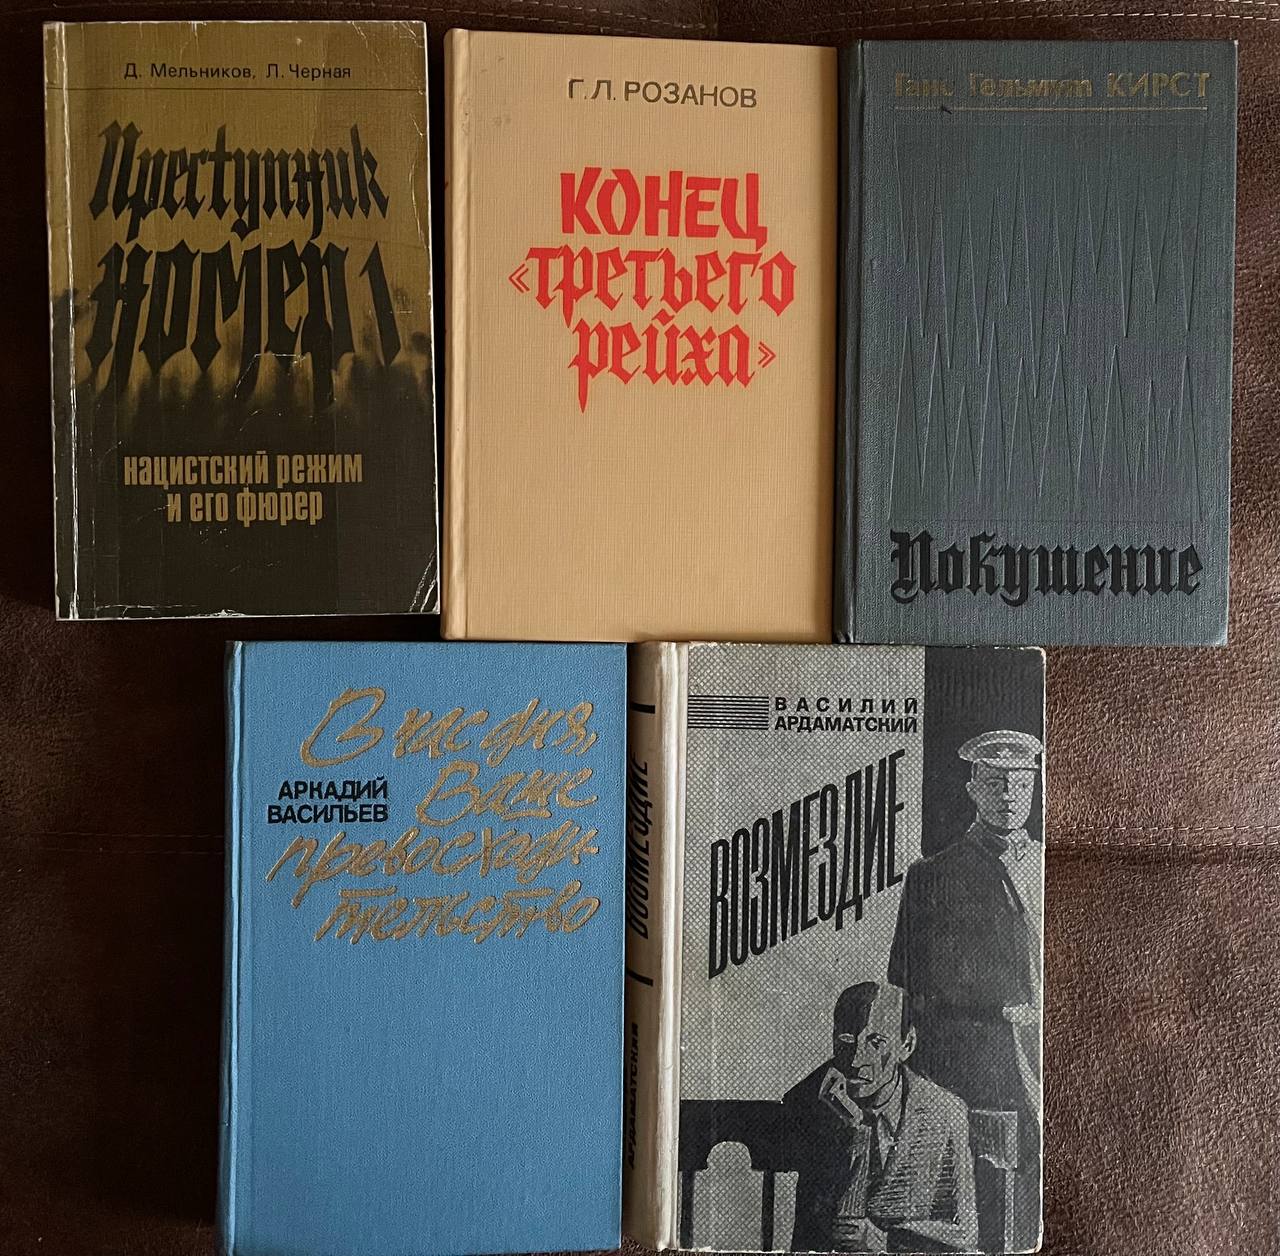 Д. Мельников, Л. Черная
Преступник
номер 1
нацистский режим
и его фюрер
Г.Л. РОЗАНОВ
КОНЕЦ
«третьего
рейха»
Ганс Гельмут КИРСТ
Покушение
АРКАДИЙ
ВАСИЛЬЕВ
В час дня,
Ваше
превосходи-
тельство
АРДАМАТСКИЙ
ВОЗМЕЗДИЕ
ВАСИЛИЙ
АРДАМАТСКИЙ
ВОЗМЕЗДИЕ